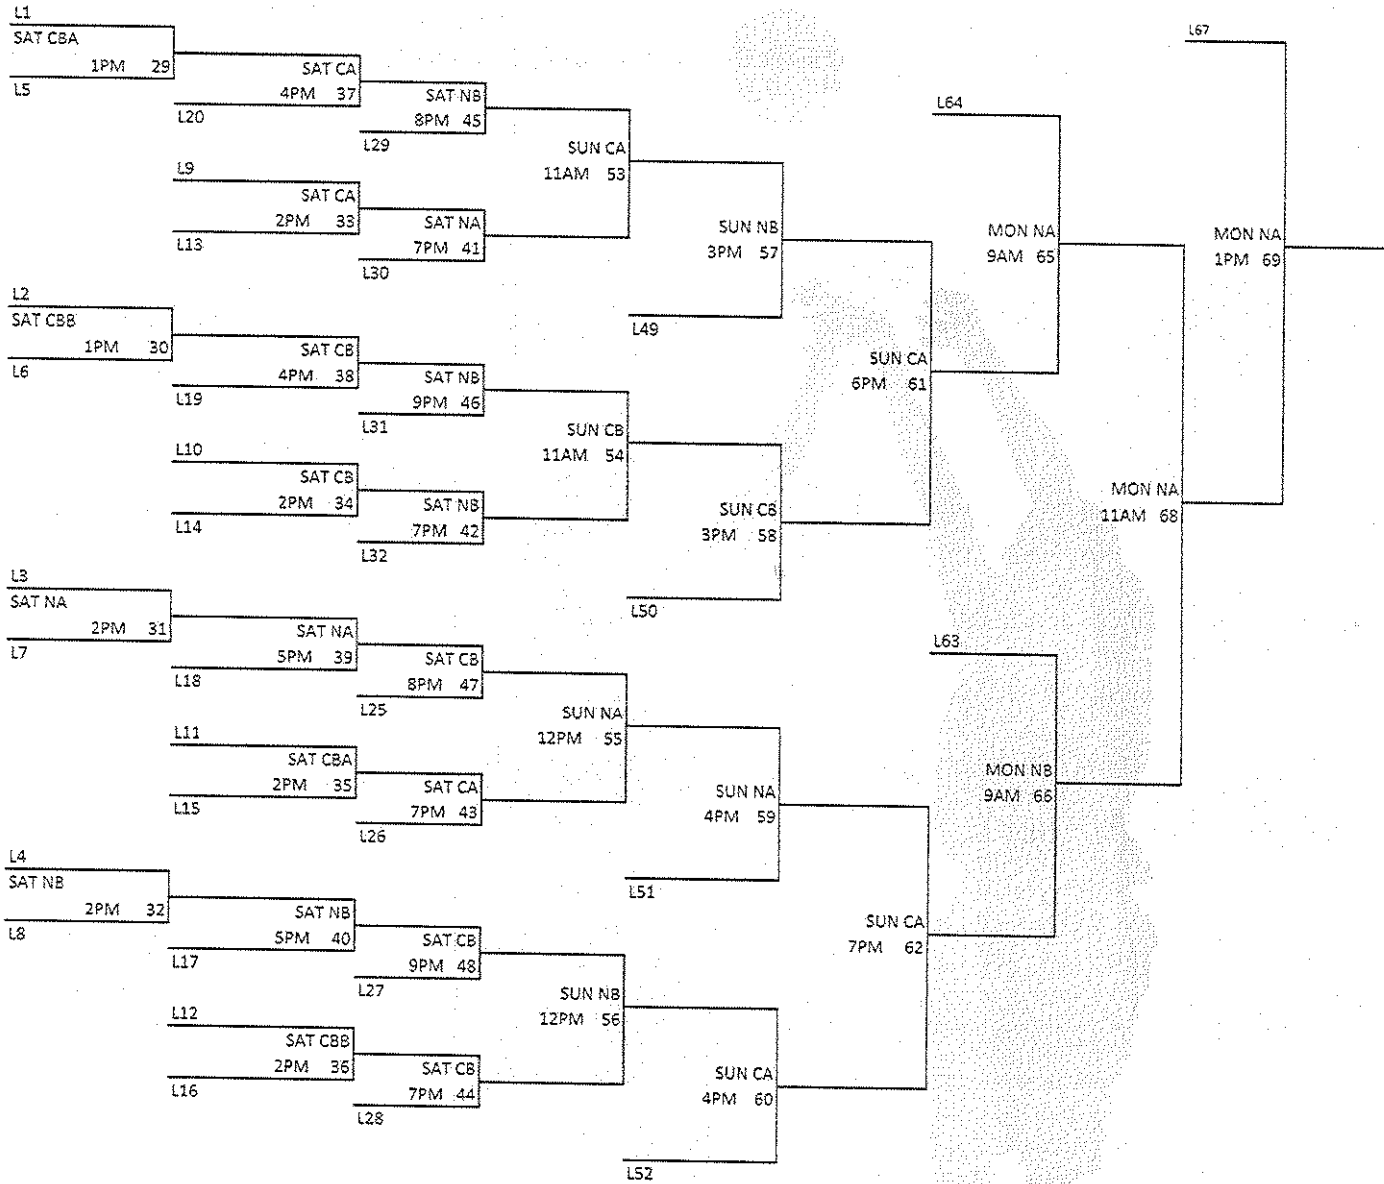 L1
SAT CBA
1PM 29
L5
SAT CA
4PM 37
L20
SAT NB
8PM 45
L29
L9
SAT CA
2PM 33
L13
SAT NA
7PM 41
L30
SUN CA
11AM 53
L2
SAT CBB
1PM 30
L6
SAT CB
4PM 38
L19
SAT NB
9PM 46
L31
L10
SAT CB
2PM 34
L14
SAT NB
7PM 42
L32
SUN CB
11AM 54
L3
SAT NA
2PM 31
L7
SAT NA
5PM 39
L18
SAT CB
8PM 47
L25
L11
SAT CBA
2PM 35
L15
SAT CA
7PM 43
L26
SUN NA
12PM 55
L4
SAT NB
2PM 32
L8
SAT NB
5PM 40
L17
SAT CB
9PM 48
L27
L12
SAT CBB
2PM 36
L16
SAT CB
7PM 44
L28
SUN NB
12PM 56
SUN NB
3PM 57
L49
SUN CB
3PM 58
L50
SUN NA
4PM 59
L51
SUN CA
4PM 60
L52
SUN CA
6PM 61
SUN CA
7PM 62
L64
MON NA
9AM 65
L63
MON NB
9AM 66
MON NA
11AM 68
L67
MON NA
1PM 69